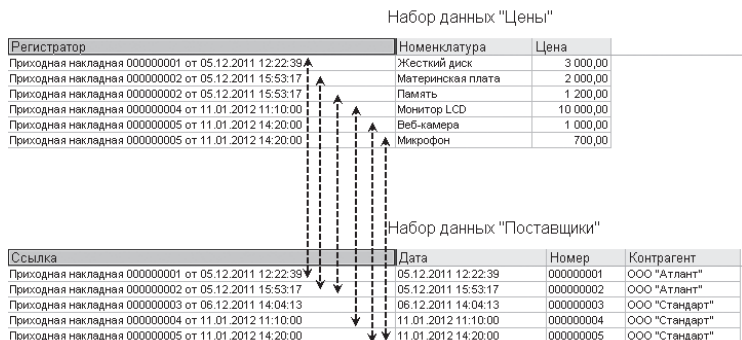 Набор данных "Цены"
Регистратор Номенклатура Цена
Приходная накладная 000000001 от 05.12.2011 12:22:39 Жесткий диск 3 000,00
Приходная накладная 000000002 от 05.12.2011 15:53:17 Материнская плата 2 000,00
Приходная накладная 000000002 от 05.12.2011 15:53:17 Память 1 200,00
Приходная накладная 000000004 от 11.01.2012 11:10:00 Монитор LCD 10 000,00
Приходная накладная 000000005 от 11.01.2012 14:20:00 Веб-камера 1 000,00
Приходная накладная 000000005 от 11.01.2012 14:20:00 Микрофон 700,00
Набор данных "Поставщики"
Ссылка Дата Номер Контрагент
Приходная накладная 000000001 от 05.12.2011 12:22:39 05.12.2011 12:22:39 000000001 ООО "Атлант"
Приходная накладная 000000002 от 05.12.2011 15:53:17 05.12.2011 15:53:17 000000002 ООО "Атлант"
Приходная накладная 000000003 от 06.12.2011 14:04:13 06.12.2011 14:04:13 000000003 ООО "Стандарт"
Приходная накладная 000000004 от 11.01.2012 11:10:00 11.01.2012 11:10:00 000000004 ООО "Стандарт"
Приходная накладная 000000005 от 11.01.2012 14:20:00 11.01.2012 14:20:00 000000005 ООО "Стандарт"